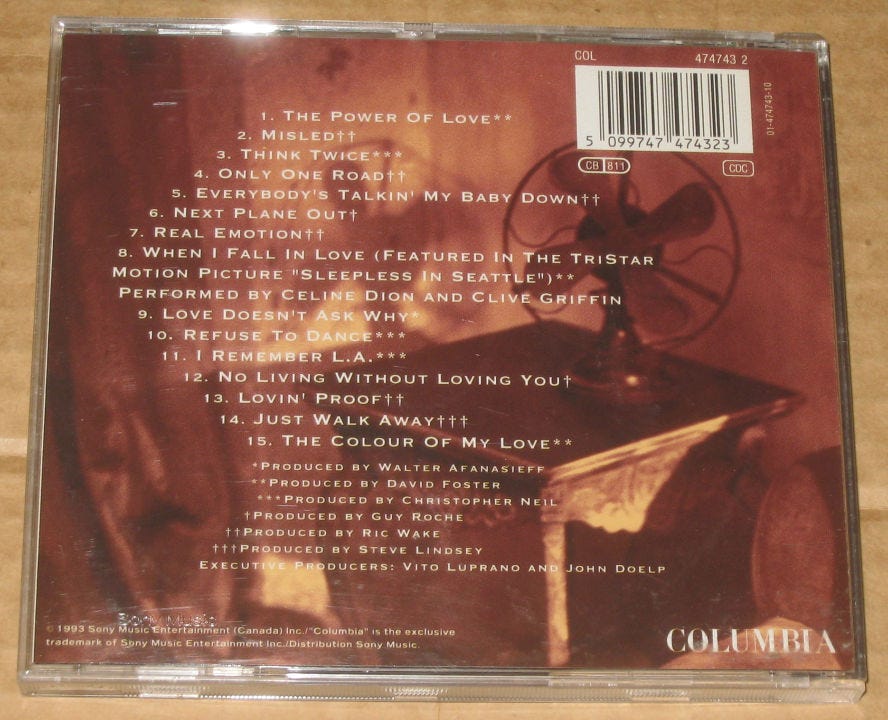 COL 474743 2
5 099747 474323
01-474743-10
CB 811
CDC
1. The Power Of Love**
2. Misled††
3. Think Twice***
4. Only One Road††
5. Everybody's Talkin' My Baby Down††
6. Next Plane Out†
7. Real Emotion††
8. When I Fall In Love (Featured In The TriStar
Motion Picture "Sleepless In Seattle")**
Performed by Celine Dion and Clive Griffin
9. Love Doesn't Ask Why*
10. Refuse To Dance***
11. I Remember L.A.***
12. No Living Without Loving You†
13. Lovin' Proof††
14. Just Walk Away†††
15. The Colour Of My Love**
*Produced by Walter Afanasieff
**Produced by David Foster
***Produced by Christopher Neil
†Produced by Guy Roche
††Produced by Ric Wake
†††Produced by Steve Lindsey
Executive Producers: Vito Luprano and John Doelp
Sony Music
© 1993 Sony Music Entertainment (Canada) Inc./"Columbia" is the exclusive
trademark of Sony Music Entertainment Inc./Distribution Sony Music.
COLUMBIA